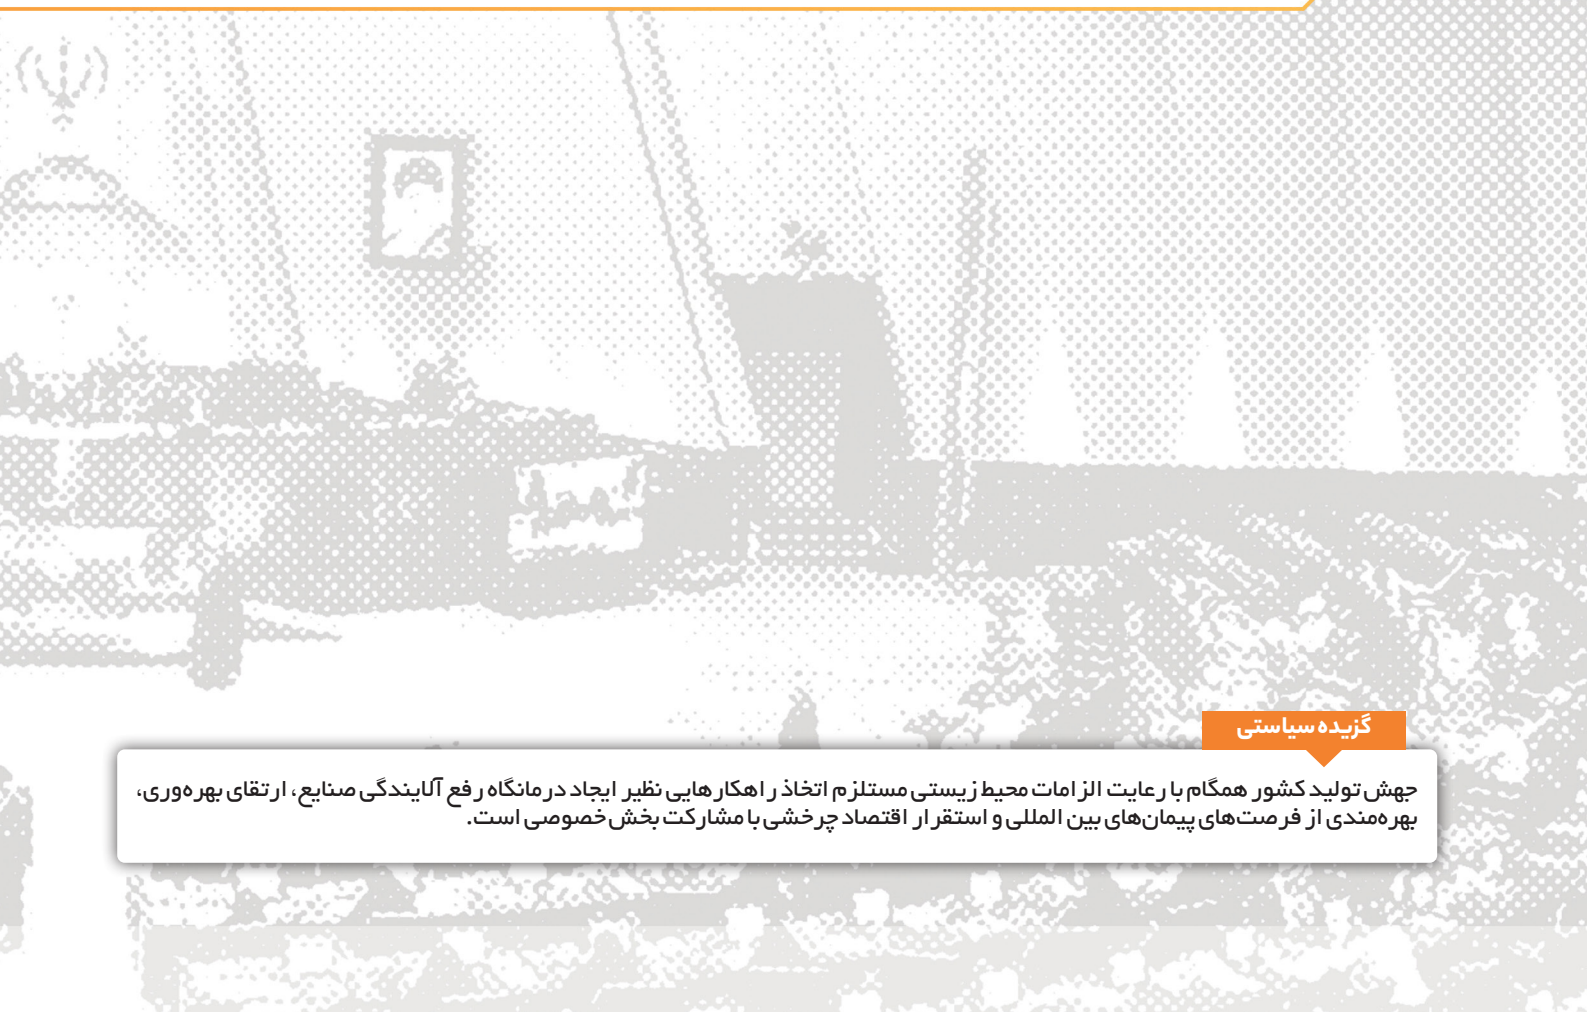 گزیده سیاستی
جهش تولید کشور همگام با رعایت الزامات محیط زیستی مستلزم اتخاذ راهکارهایی نظیر ایجاد درمانگاه رفع آلایندگی صنایع، ارتقای بهره‌وری،
بهره‌مندی از فرصت‌های پیمان‌های بین المللی و استقرار اقتصاد چرخشی با مشارکت بخش خصوصی است.